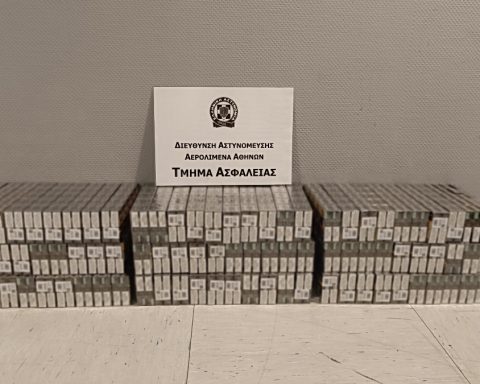 ΔΙΕΥΘΥΝΣΗ ΑΣΤΥΝΟΜΕΥΣΗΣ
ΑΕΡΟΛΙΜΕΝΑ ΑΘΗΝΩΝ
ΤΜΗΜΑ ΑΣΦΑΛΕΙΑΣ